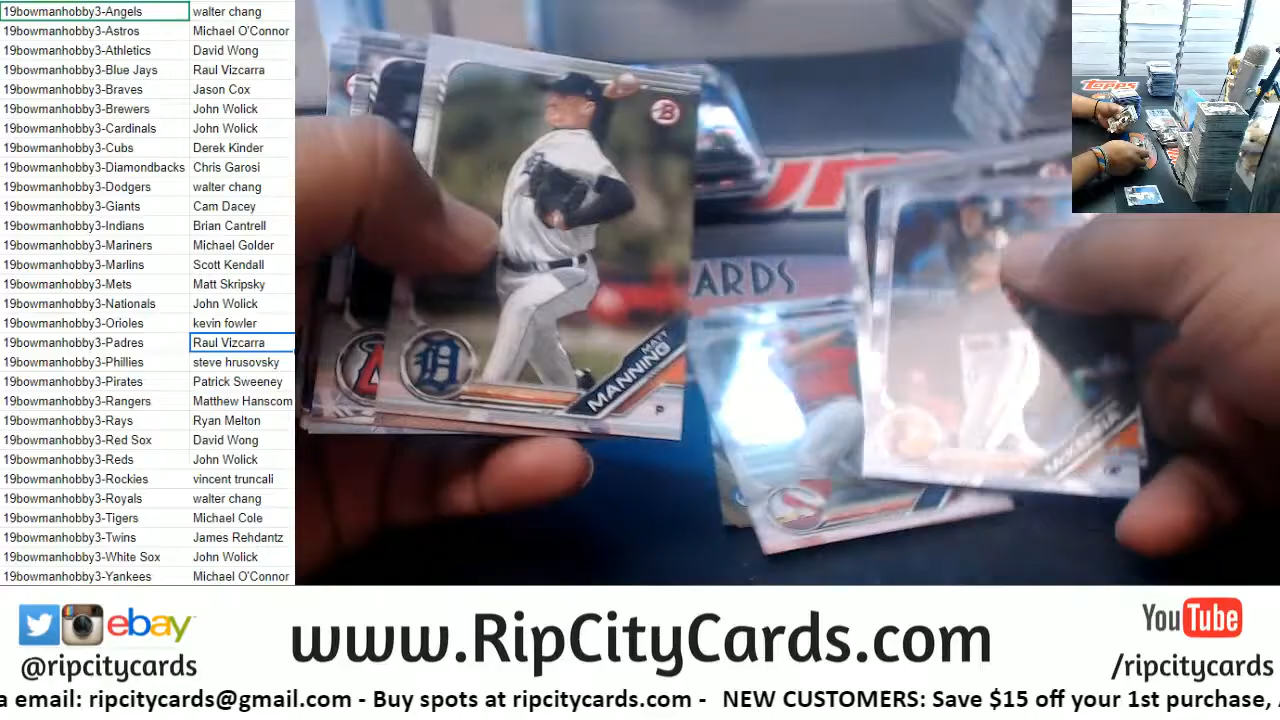 19bowmanhobby3-Angels walter chang
19bowmanhobby3-Astros Michael O'Connor
19bowmanhobby3-Athletics David Wong
19bowmanhobby3-Blue Jays Raul Vizcarra
19bowmanhobby3-Braves Jason Cox
19bowmanhobby3-Brewers John Wolick
19bowmanhobby3-Cardinals John Wolick
19bowmanhobby3-Cubs Derek Kinder
19bowmanhobby3-Diamondbacks Chris Garosi
19bowmanhobby3-Dodgers walter chang
19bowmanhobby3-Giants Cam Dacey
19bowmanhobby3-Indians Brian Cantrell
19bowmanhobby3-Mariners Michael Golder
19bowmanhobby3-Marlins Scott Kendall
19bowmanhobby3-Mets Matt Skripsky
19bowmanhobby3-Nationals John Wolick
19bowmanhobby3-Orioles kevin fowler
19bowmanhobby3-Padres Raul Vizcarra
19bowmanhobby3-Phillies steve hrusovsky
19bowmanhobby3-Pirates Patrick Sweeney
19bowmanhobby3-Rangers Matthew Hanscom
19bowmanhobby3-Rays Ryan Melton
19bowmanhobby3-Red Sox David Wong
19bowmanhobby3-Reds John Wolick
19bowmanhobby3-Rockies vincent truncali
19bowmanhobby3-Royals walter chang
19bowmanhobby3-Tigers Michael Cole
19bowmanhobby3-Twins James Rehdantz
19bowmanhobby3-White Sox John Wolick
19bowmanhobby3-Yankees Michael O'Connor
B
D
MATT
MANNING
P
A
ARDS
Topps
ebay
@ripcitycards
www.RipCityCards.com
YouTube
/ripcitycards
a email: ripcitycards@gmail.com - Buy spots at ripcitycards.com - NEW CUSTOMERS: Save $15 off your 1st purchase,